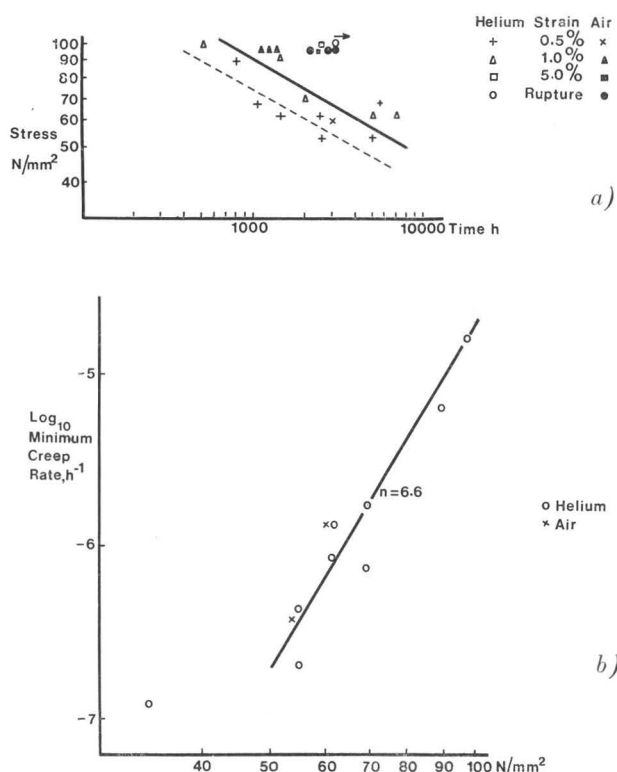 Helium Strain Air
+ 0.5% ×
△ 1.0% ▲
□ 5.0% ■
○ Rupture ●
100
90
80
70
Stress 60
N/mm² 50
40
1000 10000 Time h
a)
-5
Log₁₀
Minimum
Creep
Rate, h⁻¹
n=6.6
o Helium
× Air
-6
b)
-7
40 50 60 70 80 90 100 N/mm²